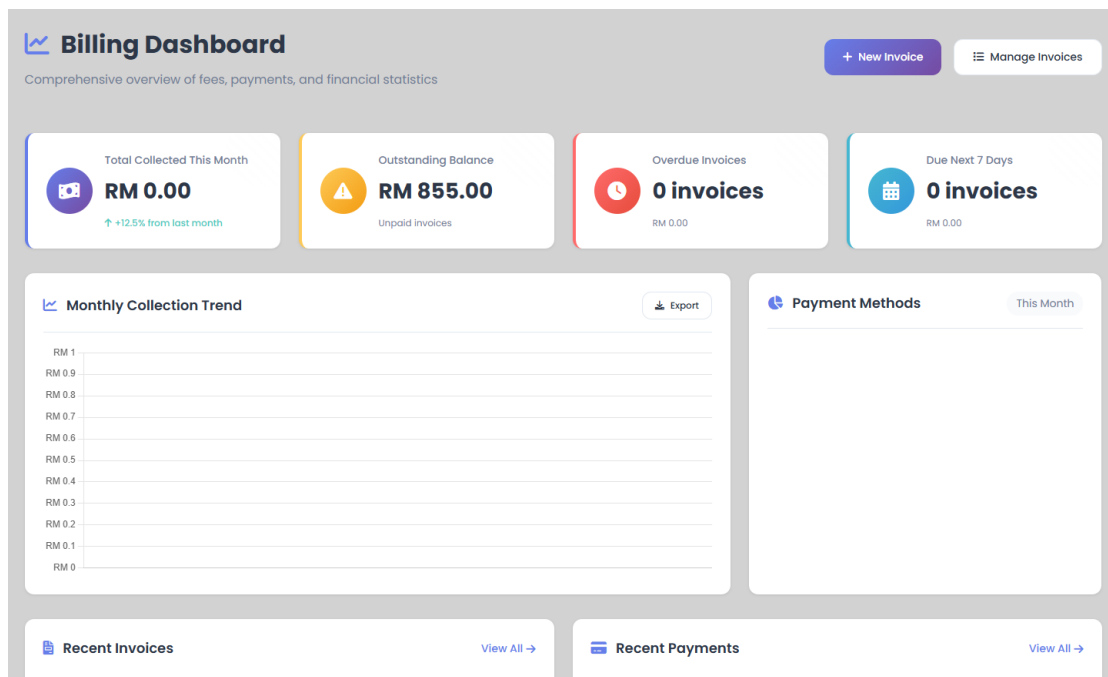 Billing Dashboard
Comprehensive overview of fees, payments, and financial statistics
+ New Invoice
Manage Invoices
Total Collected This Month
RM 0.00
↑ +12.5% from last month
Outstanding Balance
RM 855.00
Unpaid invoices
Overdue Invoices
0 invoices
RM 0.00
Due Next 7 Days
0 invoices
RM 0.00
Monthly Collection Trend
Export
RM 1
RM 0.9
RM 0.8
RM 0.7
RM 0.6
RM 0.5
RM 0.4
RM 0.3
RM 0.2
RM 0.1
RM 0
Payment Methods
This Month
Recent Invoices
View All →
Recent Payments
View All →